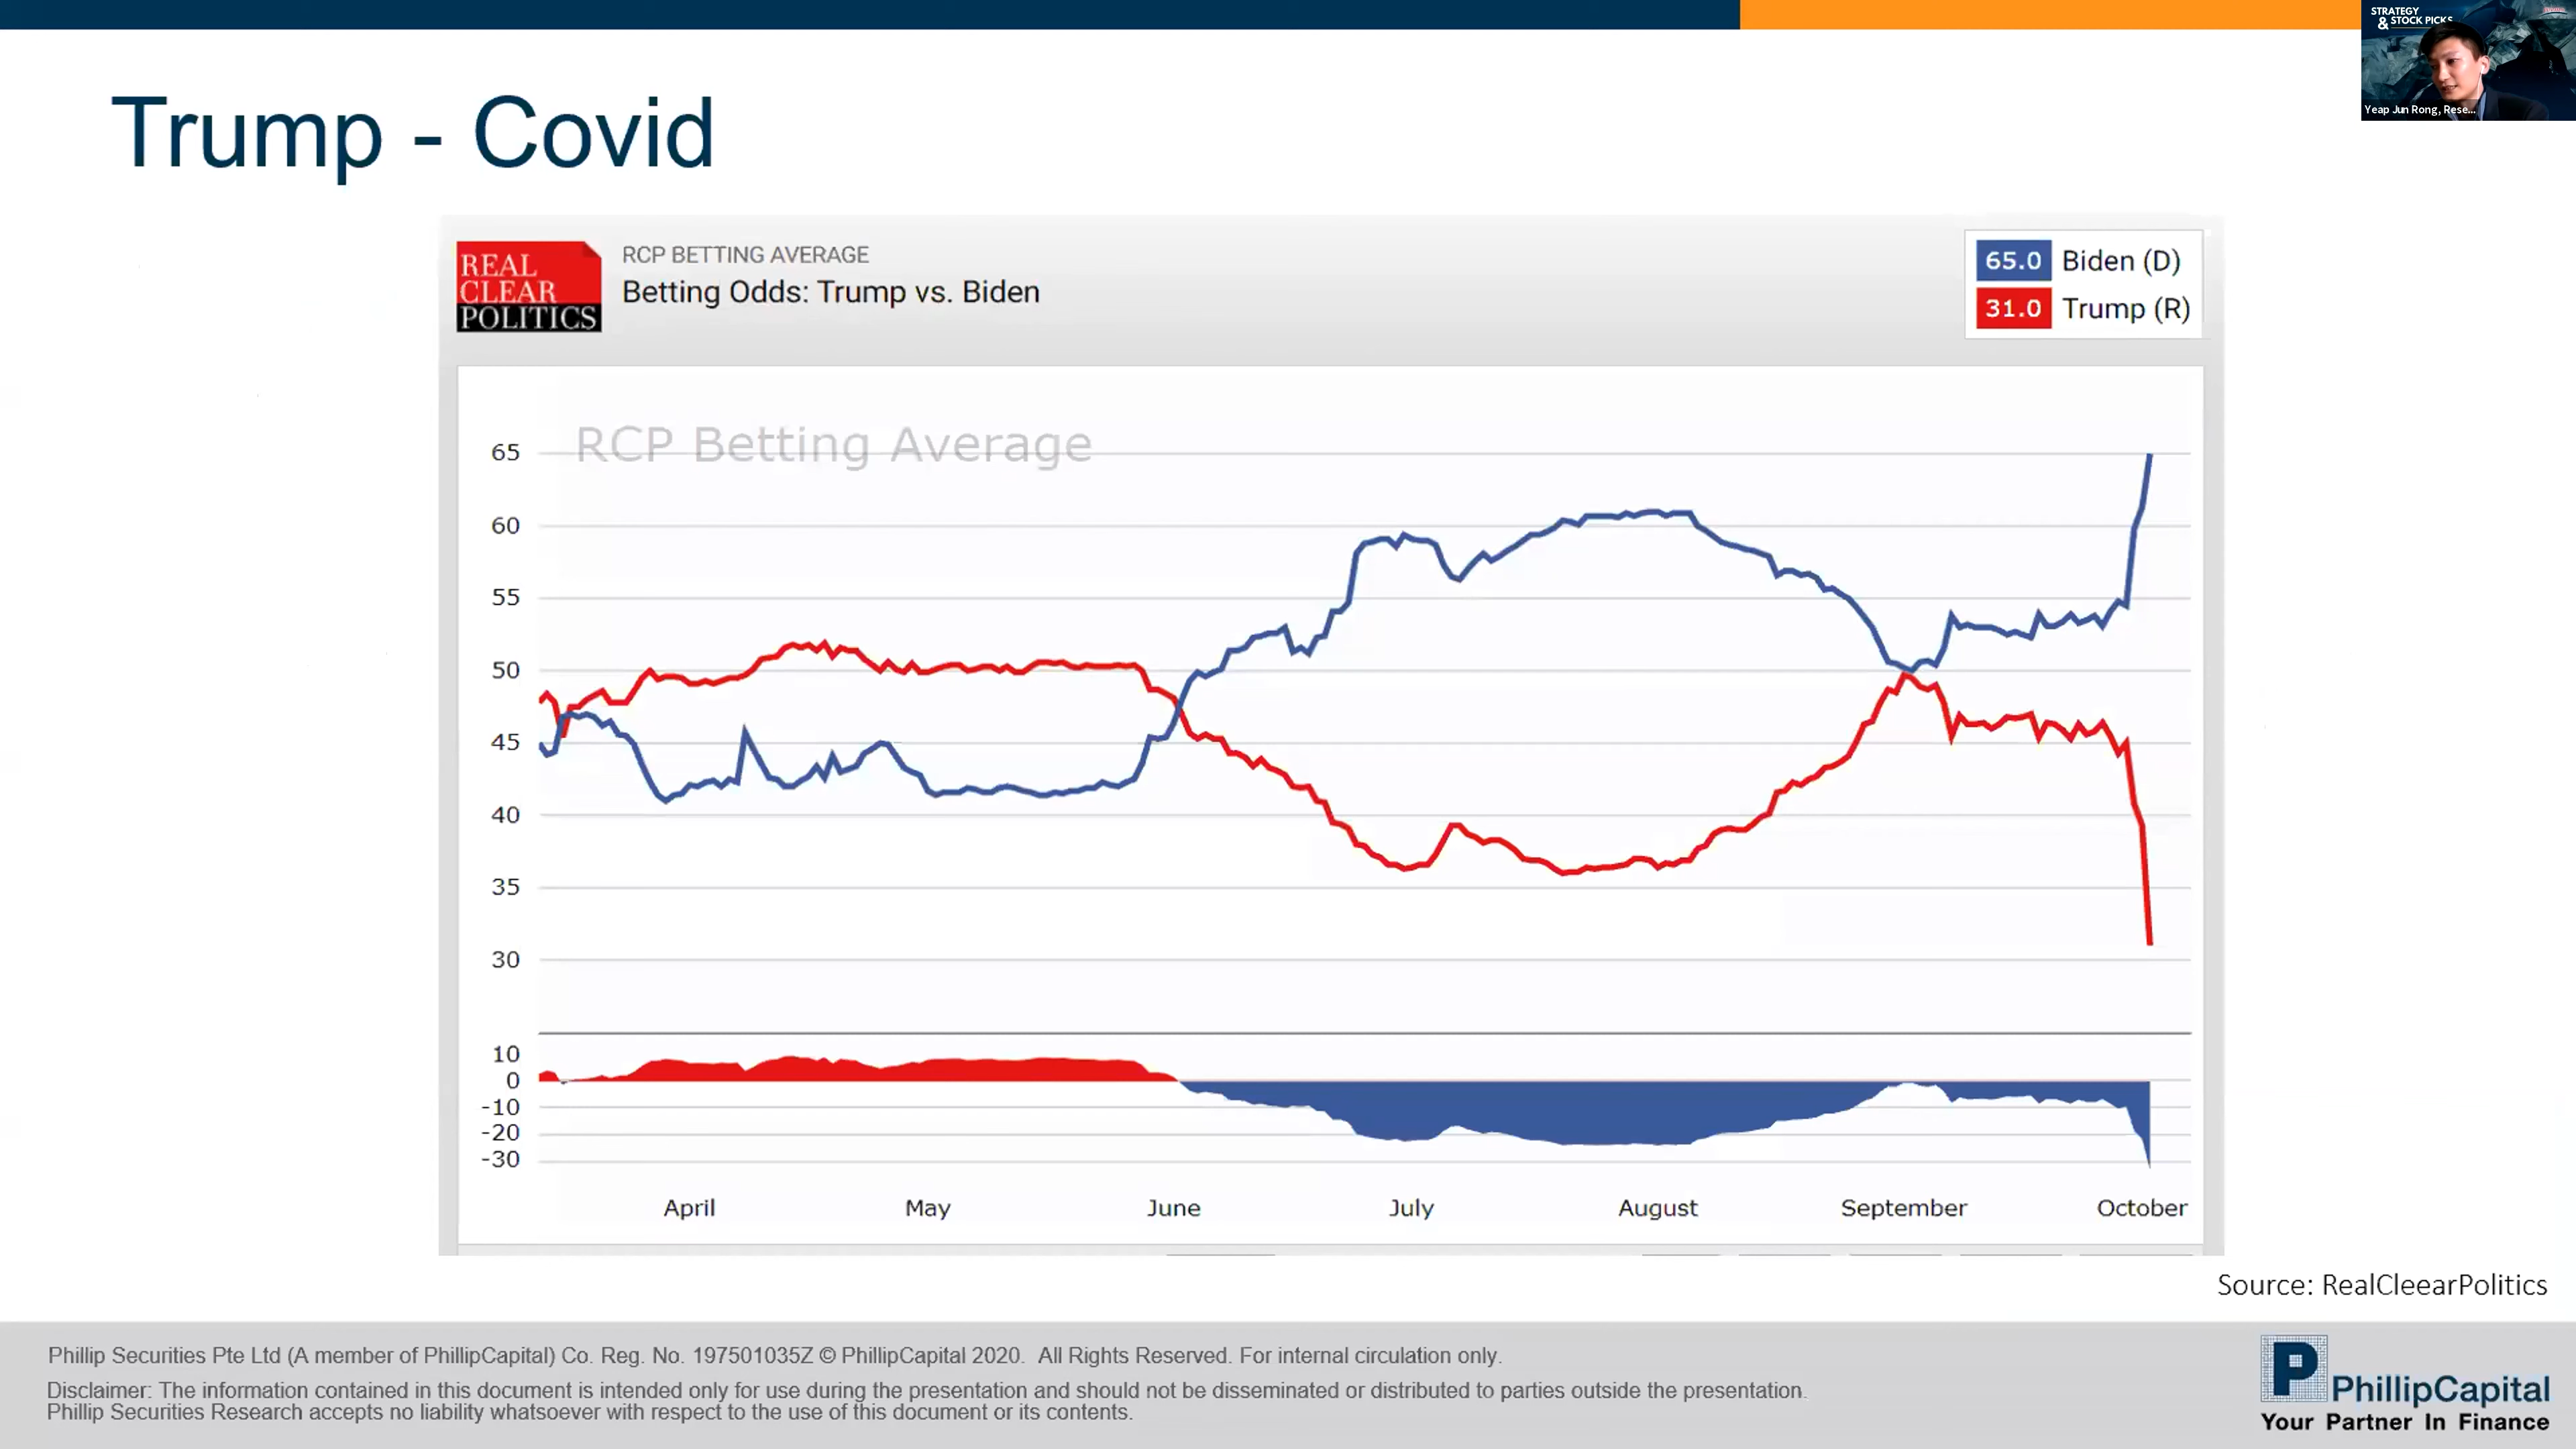 STRATEGY
& STOCK PICKS
Yeap Jun Rong, Rese...
Trump - Covid
REAL
CLEAR
POLITICS
RCP BETTING AVERAGE
Betting Odds: Trump vs. Biden
65.0 Biden (D)
31.0 Trump (R)
RCP Betting Average
65
60
55
50
45
40
35
30
10
0
-10
-20
-30
April May June July August September October
Source: RealCleearPolitics
Phillip Securities Pte Ltd (A member of PhillipCapital) Co. Reg. No. 197501035Z © PhillipCapital 2020. All Rights Reserved. For internal circulation only.
Disclaimer: The information contained in this document is intended only for use during the presentation and should not be disseminated or distributed to parties outside the presentation.
Phillip Securities Research accepts no liability whatsoever with respect to the use of this document or its contents.
P PhillipCapital
Your Partner In Finance